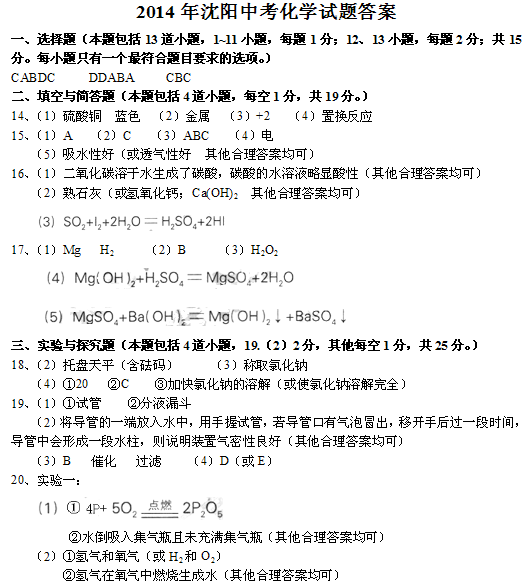 2014 年沈阳中考化学试题答案
一、选择题（本题包括 13 道小题，1~11 小题，每题 1 分；12、13 小题，每题 2 分；共 15
分。每小题只有一个最符合题目要求的选项。）
CABDC DDABA CBC
二、填空与简答题（本题包括 4 道小题，每空 1 分，共 19 分。）
14、（1）硫酸铜 蓝色 （2）金属 （3）+2 （4）置换反应
15、（1）A （2）C （3）ABC （4）电
（5）吸水性好（或透气性好 其他合理答案均可）
16、（1）二氧化碳溶于水生成了碳酸，碳酸的水溶液略显酸性（其他合理答案均可）
（2）熟石灰（或氢氧化钙；Ca(OH)₂ 其他合理答案均可）
(3) SO₂+I₂+2H₂O＝H₂SO₄+2HI
17、（1）Mg H₂ （2）B （3）H₂O₂
(4) Mg(OH)₂+H₂SO₄＝MgSO₄+2H₂O
(5) MgSO₄+Ba(OH)₂＝Mg(OH)₂↓+BaSO₄↓
三、实验与探究题（本题包括 4 道小题，19.（2）2 分，其他每空 1 分，共 25 分。）
18、（2）托盘天平（含砝码） （3）称取氯化钠
（4）①20 ②C ③加快氯化钠的溶解（或使氯化钠溶解完全）
19、（1）①试管 ②分液漏斗
（2）将导管的一端放入水中，用手握试管，若导管口有气泡冒出，移开手后过一段时间，
导管中会形成一段水柱，则说明装置气密性良好（其他合理答案均可）
（3）B 催化 过滤 （4）D（或 E）
20、实验一：
(1) ① 4P+ 5O₂ 点燃 2P₂O₅
②水倒吸入集气瓶且未充满集气瓶（其他合理答案均可）
（2）①氢气和氧气（或 H₂ 和 O₂）
②氢气在氧气中燃烧生成水（其他合理答案均可）